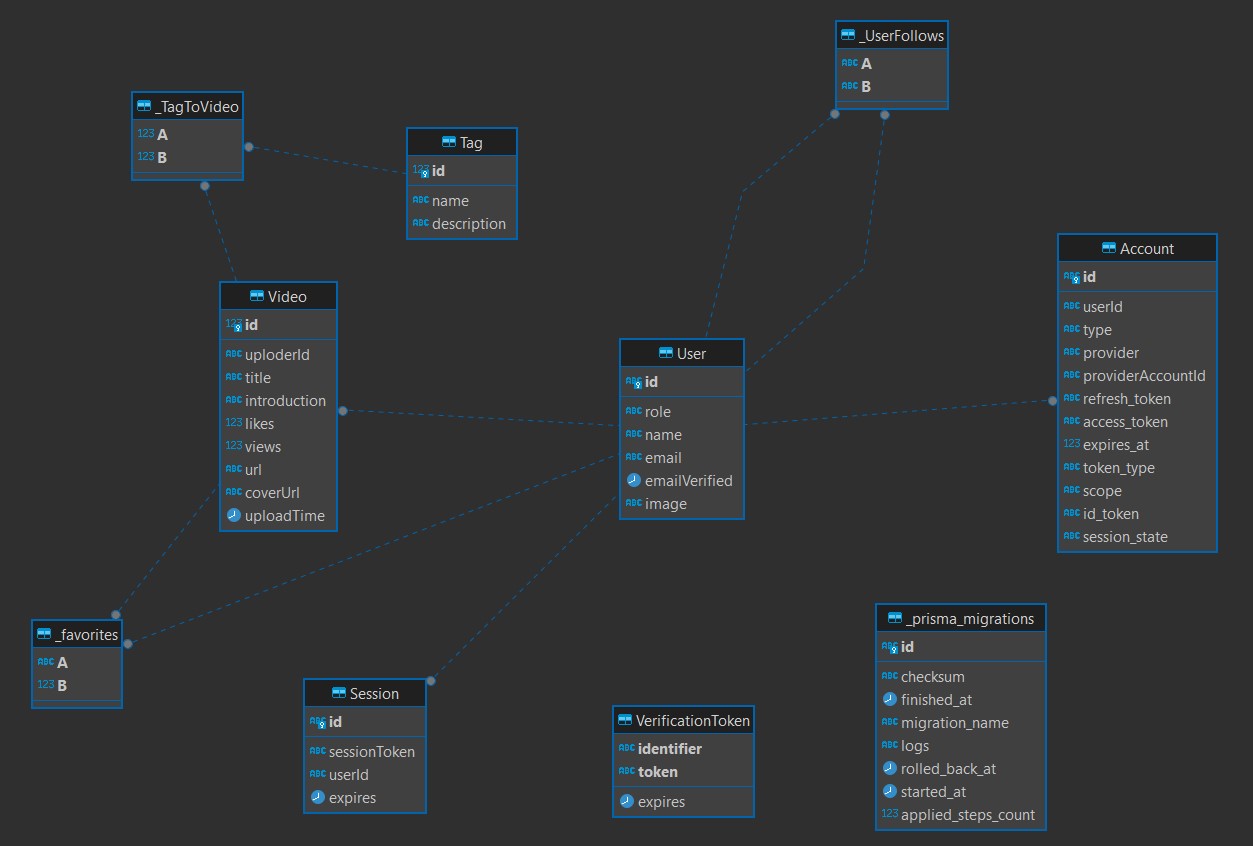 _UserFollows
ABC A
ABC B
_TagToVideo
123 A
123 B
Tag
123 id
ABC name
ABC description
Account
ABC id
ABC userId
ABC type
ABC provider
ABC providerAccountId
ABC refresh_token
ABC access_token
123 expires_at
ABC token_type
ABC scope
ABC id_token
ABC session_state
Video
123 id
ABC uploderId
ABC title
ABC introduction
123 likes
123 views
ABC url
ABC coverUrl
uploadTime
User
ABC id
ABC role
ABC name
ABC email
emailVerified
ABC image
_favorites
ABC A
123 B
Session
ABC id
ABC sessionToken
ABC userId
expires
VerificationToken
ABC identifier
ABC token
expires
_prisma_migrations
ABC id
ABC checksum
finished_at
ABC migration_name
ABC logs
rolled_back_at
started_at
123 applied_steps_count